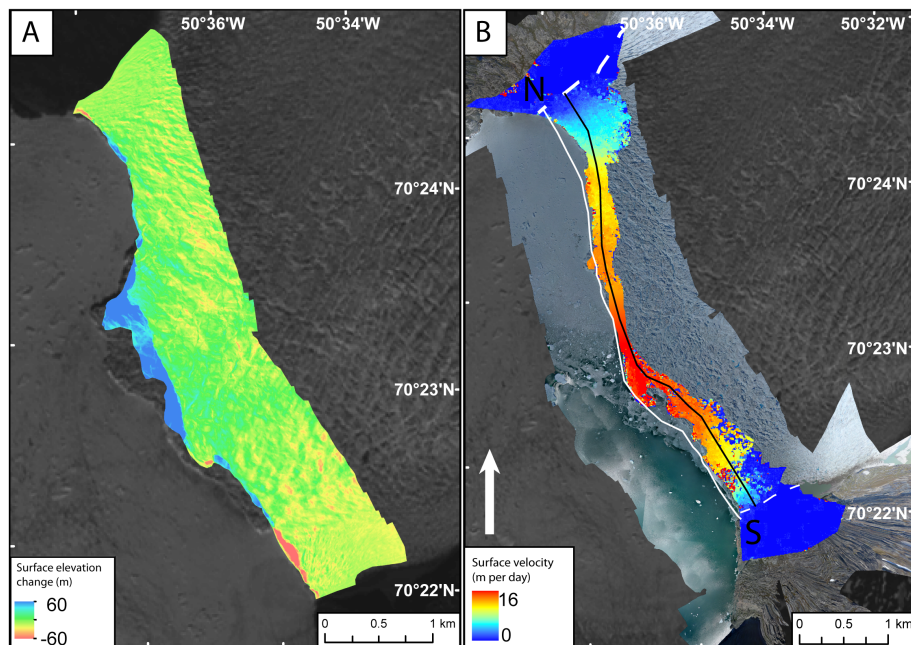 A
50°36'W
50°34'W
70°24'N
70°23'N
70°22'N
Surface elevation
change (m)
60
-60
0 0.5 1 km
B
50°36'W
50°34'W
50°32'W
N
70°24'N
70°23'N
70°22'N
S
Surface velocity
(m per day)
16
0
0 0.5 1 km